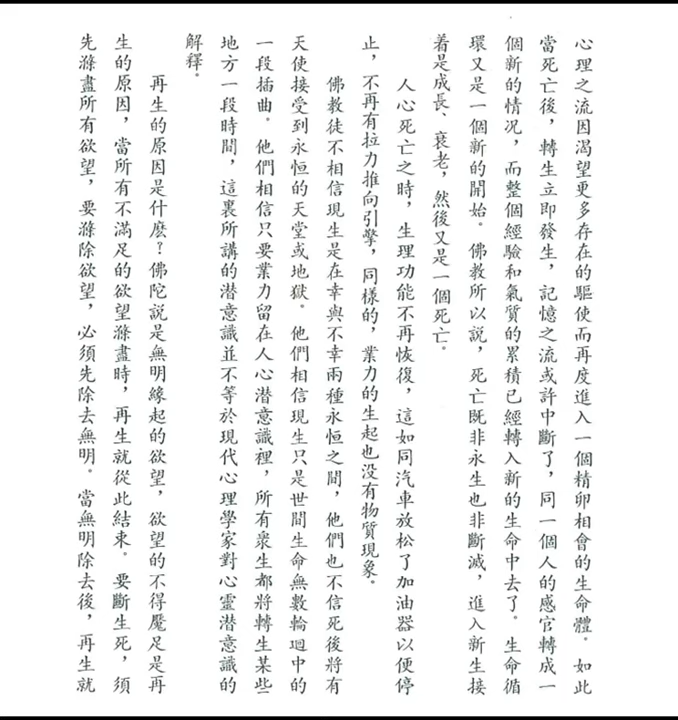 心理之流因渴望更多存在的驅使而再度進入一個精卵相會的生命體。如此
當死亡後，轉生立即發生，記憶之流或許中斷了，同一個人的感官轉成一
個新的情況，而整個經驗和氣質的累積已經轉入新的生命中去了。生命循
環又是一個新的開始。佛教所以說，死亡既非永生也非斷滅，進入新生接
着是成長、衰老，然後又是一個死亡。
人心死亡之時，生理功能不再恢復，這如同汽車放松了加油器以便停
止，不再有拉力推向引擎，同樣的，業力的生起也没有物質現象。
佛教徒不相信現生是在幸與不幸兩種永恒之間，他們也不信死後將有
天使接受到永恒的天堂或地獄。他們相信現生只是世間生命無數輪迴中的
一段插曲。他們相信只要業力留在人心潜意識裡，所有衆生都將轉生某些
地方一段時間，這裏所講的潜意識並不等於現代心理學家對心霊潜意識的
解釋。
再生的原因是什麽？佛陀説是無明緣起的欲望，欲望的不得魘足是再
生的原因，當所有不滿足的欲望滌盡時，再生就從此結束。要斷生死，須
先滌盡所有欲望，要滌除欲望，必須先除去無明。當無明除去後，再生就